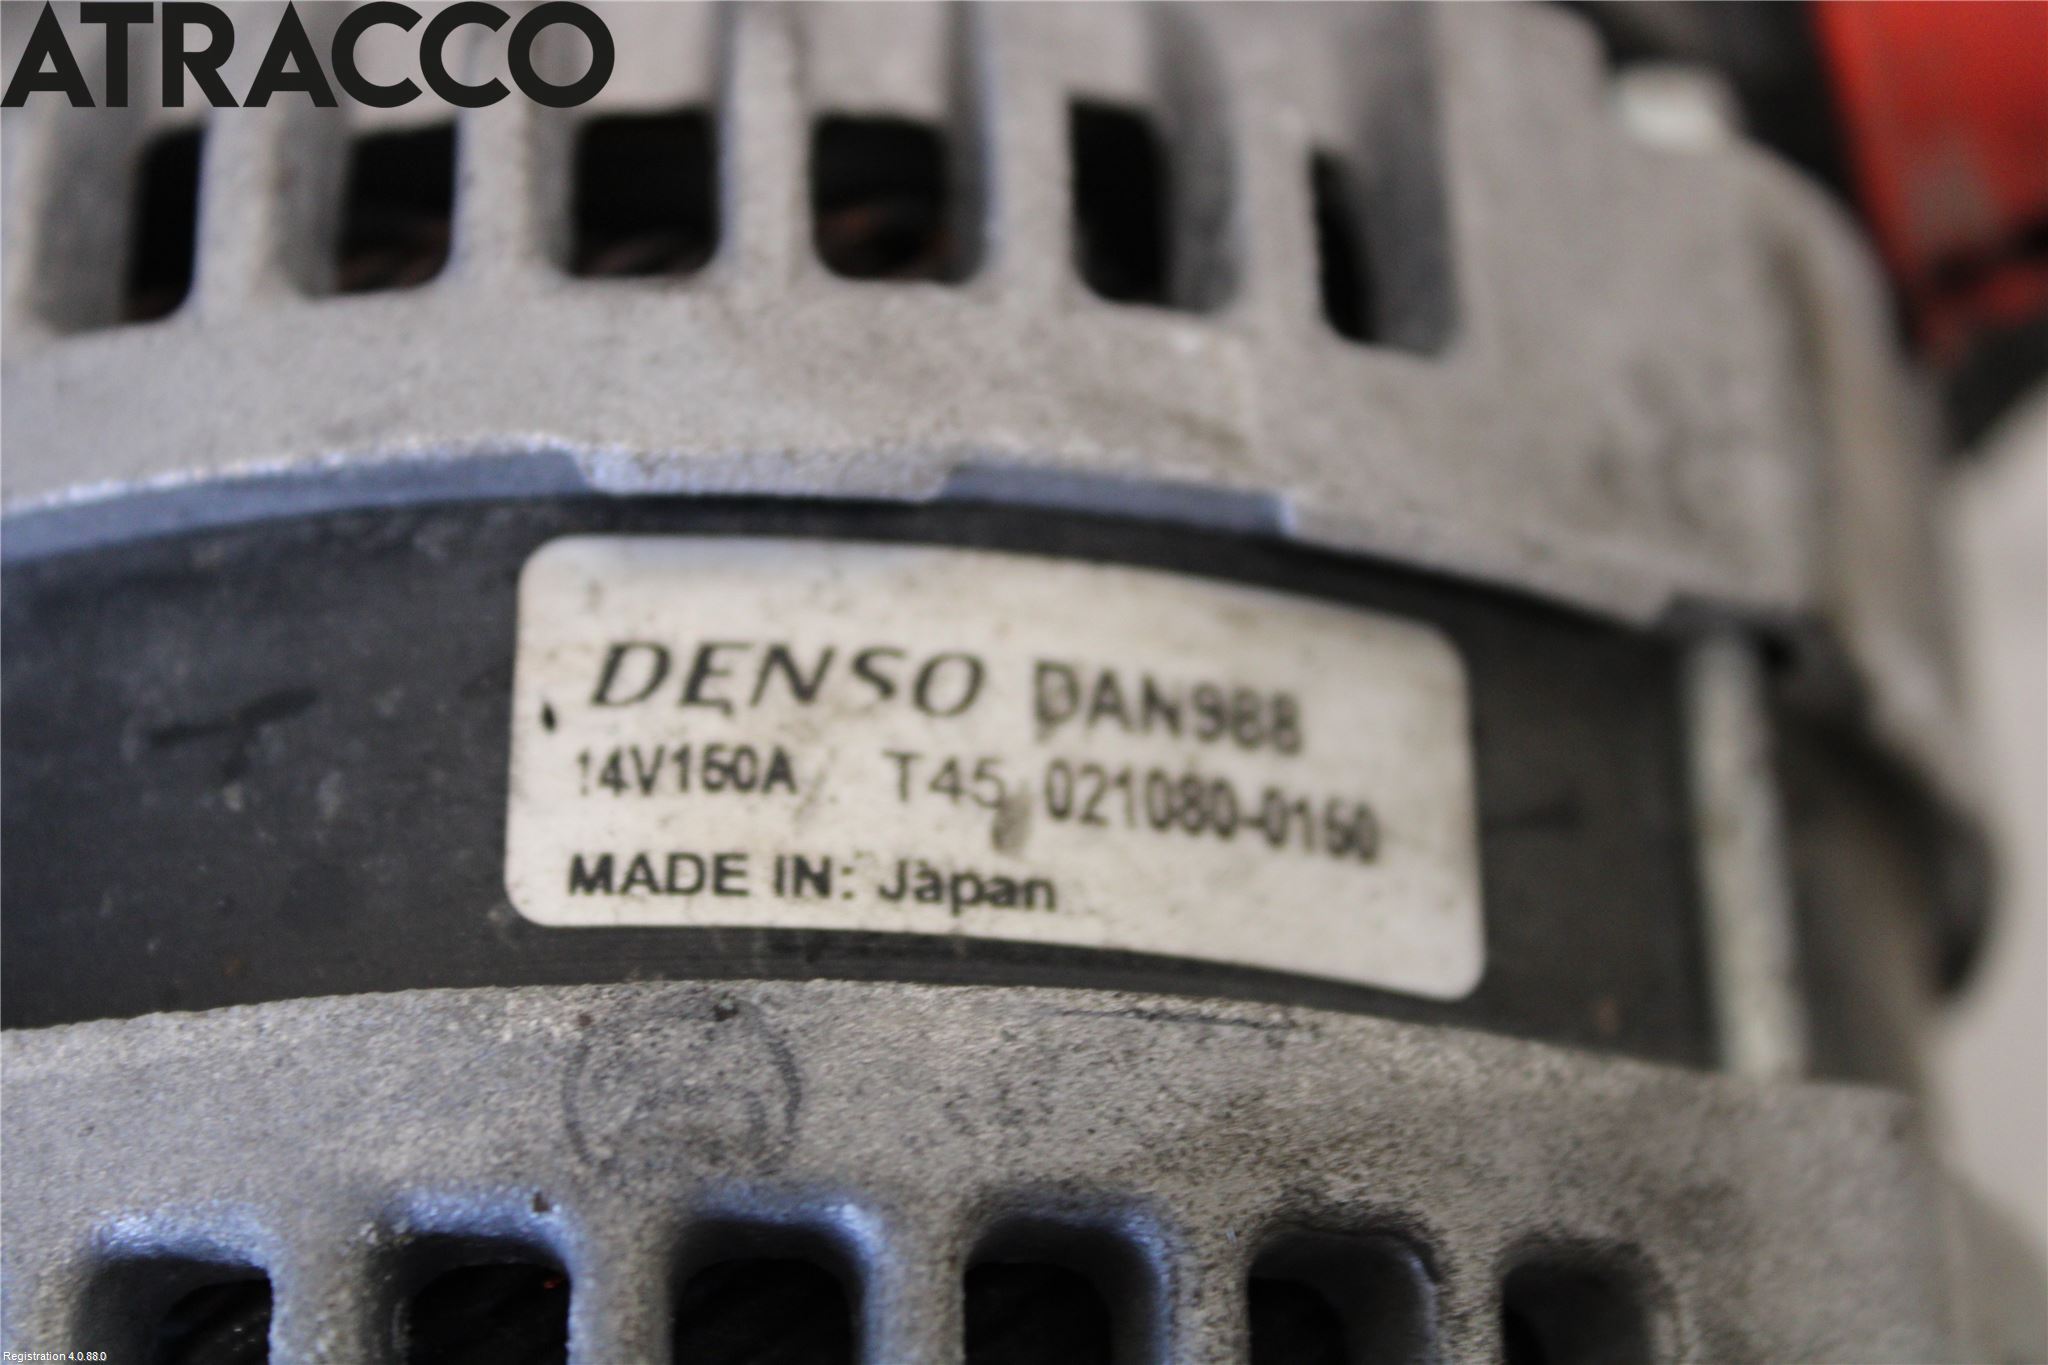 ATRACCO
DENSO DAN988
14V150A T45 021080-0150
MADE IN: Japan
Registration 4.0.88.0